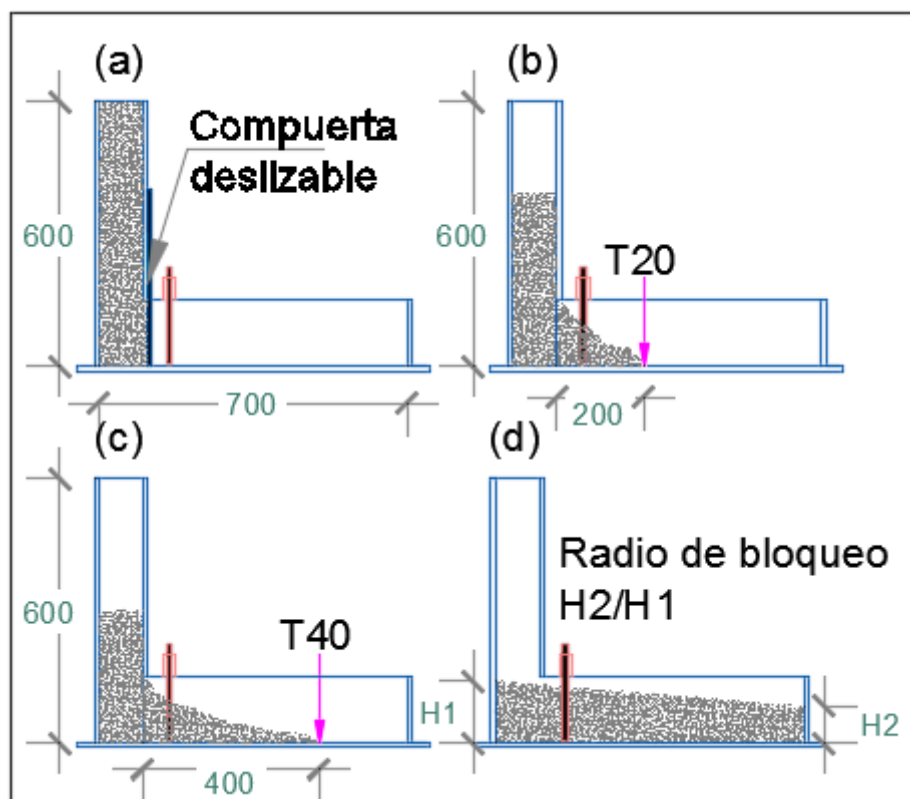 (a)
Compuerta
deslizable
600
700
(b)
600
T20
200
(c)
600
T40
400
(d)
Radio de bloqueo
H2/H1
H1
H2